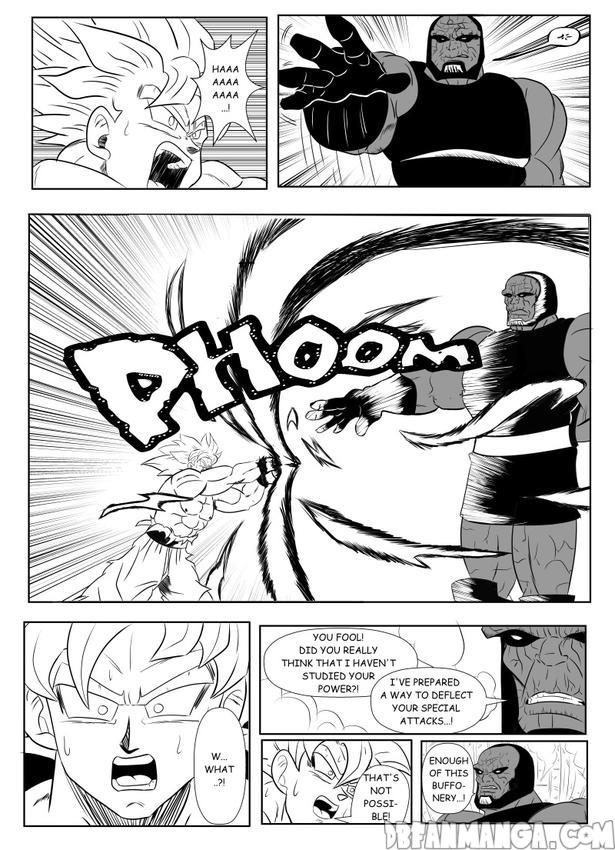 HAAA
AAAA
AAAA
...!
PHOOM
YOU FOOL!
DID YOU REALLY
THINK THAT I HAVEN'T
STUDIED YOUR
POWER?!
I'VE PREPARED
A WAY TO DEFLECT
YOUR SPECIAL
ATTACKS...!
W...
WHAT
..?!
THAT'S
NOT
POSSI-
BLE!
ENOUGH
OF THIS
BUFFO-
NERY...!
DBFANMANGA.COM